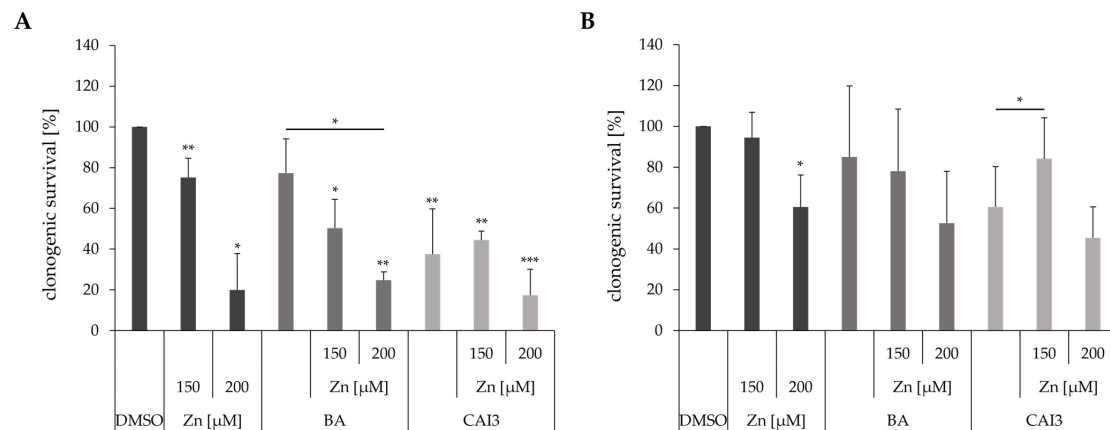 A
140
120
100
80
60
40
20
0
clonogenic survival [%]
**
*
*
*
**
**
**
***
150 200 150 200
150 200 Zn [µM] Zn [µM]
DMSO Zn [µM] BA CAI3
B
140
120
100
80
60
40
20
0
clonogenic survival [%]
*
*
150 200 150 200
150 200 Zn [µM] Zn [µM]
DMSO Zn [µM] BA CAI3